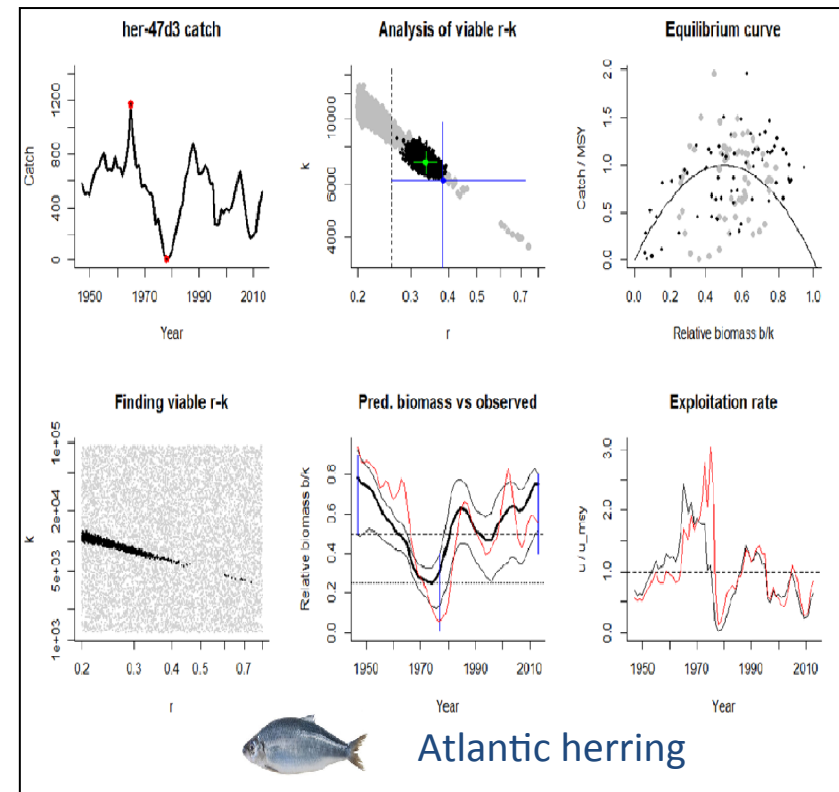 her-47d3 catch
Catch
0 400 800 1200
1950 1970 1990 2010
Year
Analysis of viable r-k
k
4000 6000 10000
0.2 0.3 0.4 0.5 0.7
r
Equilibrium curve
Catch / MSY
0.0 0.5 1.0 1.5 2.0
0.0 0.2 0.4 0.6 0.8 1.0
Relative biomass b/k
Finding viable r-k
k
1e+03 5e+03 2e+04 1e+05
0.2 0.3 0.4 0.5 0.7
r
Pred. biomass vs observed
Relative biomass b/k
0.0 0.2 0.4 0.6 0.8
1950 1970 1990 2010
Year
Exploitation rate
u / u_msy
0.0 1.0 2.0 3.0
1950 1970 1990 2010
Year
Atlantic herring